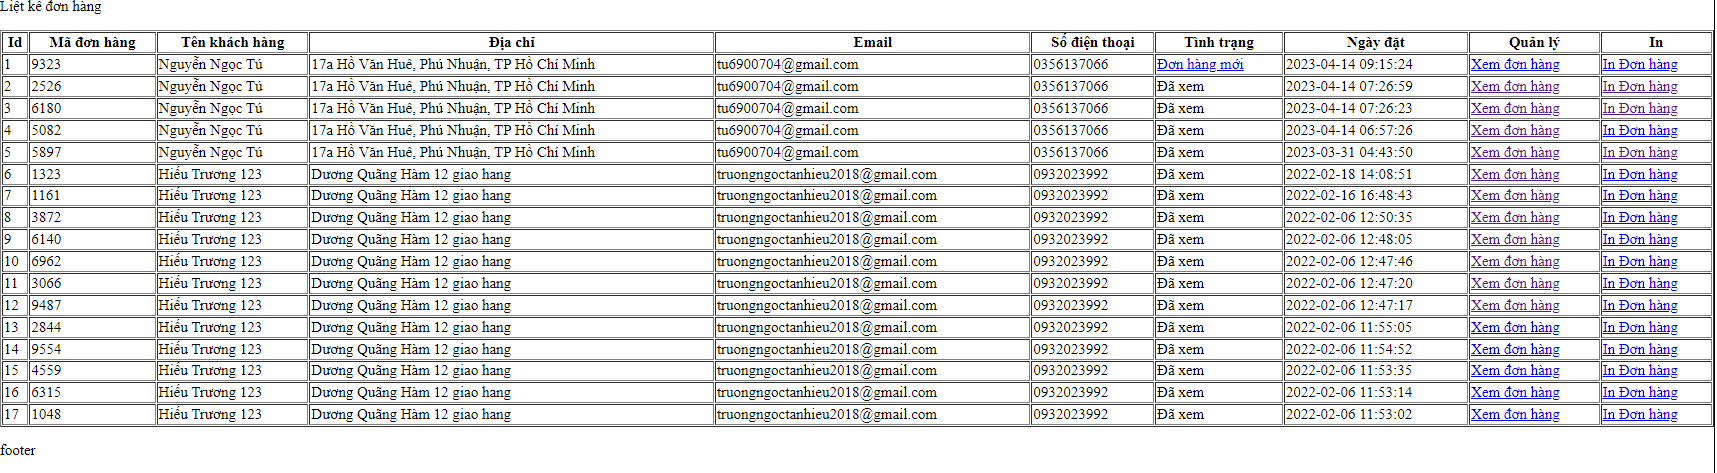 Liệt kê đơn hàng
Id Mã đơn hàng Tên khách hàng Địa chỉ Email Số điện thoại Tình trạng Ngày đặt Quản lý In
1 9323 Nguyễn Ngọc Tú 17a Hồ Văn Huê, Phú Nhuận, TP Hồ Chí Minh tu6900704@gmail.com 0356137066 Đơn hàng mới 2023-04-14 09:15:24 Xem đơn hàng In Đơn hàng
2 2526 Nguyễn Ngọc Tú 17a Hồ Văn Huê, Phú Nhuận, TP Hồ Chí Minh tu6900704@gmail.com 0356137066 Đã xem 2023-04-14 07:26:59 Xem đơn hàng In Đơn hàng
3 6180 Nguyễn Ngọc Tú 17a Hồ Văn Huê, Phú Nhuận, TP Hồ Chí Minh tu6900704@gmail.com 0356137066 Đã xem 2023-04-14 07:26:23 Xem đơn hàng In Đơn hàng
4 5082 Nguyễn Ngọc Tú 17a Hồ Văn Huê, Phú Nhuận, TP Hồ Chí Minh tu6900704@gmail.com 0356137066 Đã xem 2023-04-14 06:57:26 Xem đơn hàng In Đơn hàng
5 5897 Nguyễn Ngọc Tú 17a Hồ Văn Huê, Phú Nhuận, TP Hồ Chí Minh tu6900704@gmail.com 0356137066 Đã xem 2023-03-31 04:43:50 Xem đơn hàng In Đơn hàng
6 1323 Hiếu Trương 123 Dương Quãng Hàm 12 giao hang truongngoctanhieu2018@gmail.com 0932023992 Đã xem 2022-02-18 14:08:51 Xem đơn hàng In Đơn hàng
7 1161 Hiếu Trương 123 Dương Quãng Hàm 12 giao hang truongngoctanhieu2018@gmail.com 0932023992 Đã xem 2022-02-16 16:48:43 Xem đơn hàng In Đơn hàng
8 3872 Hiếu Trương 123 Dương Quãng Hàm 12 giao hang truongngoctanhieu2018@gmail.com 0932023992 Đã xem 2022-02-06 12:50:35 Xem đơn hàng In Đơn hàng
9 6140 Hiếu Trương 123 Dương Quãng Hàm 12 giao hang truongngoctanhieu2018@gmail.com 0932023992 Đã xem 2022-02-06 12:48:05 Xem đơn hàng In Đơn hàng
10 6962 Hiếu Trương 123 Dương Quãng Hàm 12 giao hang truongngoctanhieu2018@gmail.com 0932023992 Đã xem 2022-02-06 12:47:46 Xem đơn hàng In Đơn hàng
11 3066 Hiếu Trương 123 Dương Quãng Hàm 12 giao hang truongngoctanhieu2018@gmail.com 0932023992 Đã xem 2022-02-06 12:47:20 Xem đơn hàng In Đơn hàng
12 9487 Hiếu Trương 123 Dương Quãng Hàm 12 giao hang truongngoctanhieu2018@gmail.com 0932023992 Đã xem 2022-02-06 12:47:17 Xem đơn hàng In Đơn hàng
13 2844 Hiếu Trương 123 Dương Quãng Hàm 12 giao hang truongngoctanhieu2018@gmail.com 0932023992 Đã xem 2022-02-06 11:55:05 Xem đơn hàng In Đơn hàng
14 9554 Hiếu Trương 123 Dương Quãng Hàm 12 giao hang truongngoctanhieu2018@gmail.com 0932023992 Đã xem 2022-02-06 11:54:52 Xem đơn hàng In Đơn hàng
15 4559 Hiếu Trương 123 Dương Quãng Hàm 12 giao hang truongngoctanhieu2018@gmail.com 0932023992 Đã xem 2022-02-06 11:53:35 Xem đơn hàng In Đơn hàng
16 6315 Hiếu Trương 123 Dương Quãng Hàm 12 giao hang truongngoctanhieu2018@gmail.com 0932023992 Đã xem 2022-02-06 11:53:14 Xem đơn hàng In Đơn hàng
17 1048 Hiếu Trương 123 Dương Quãng Hàm 12 giao hang truongngoctanhieu2018@gmail.com 0932023992 Đã xem 2022-02-06 11:53:02 Xem đơn hàng In Đơn hàng
footer